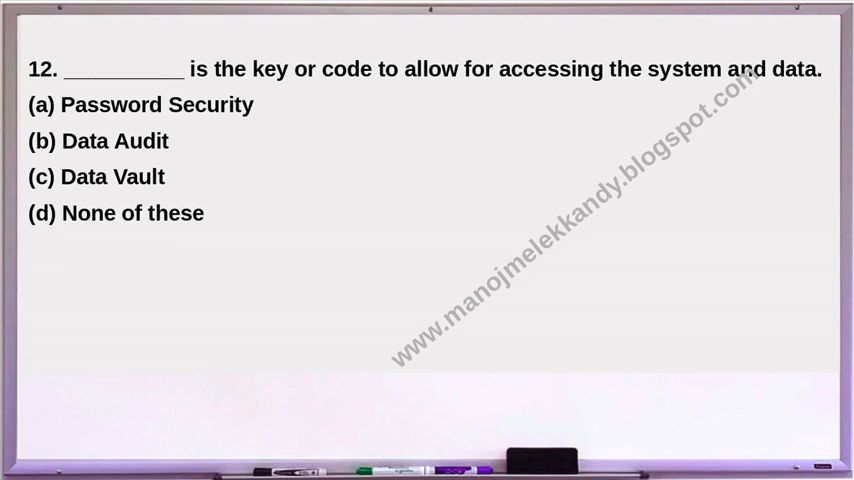 12. __________ is the key or code to allow for accessing the system and data.
(a) Password Security
(b) Data Audit
(c) Data Vault
(d) None of these
www.manojmelekkandy.blogspot.com